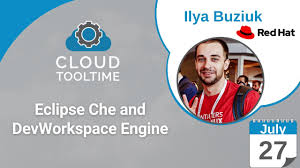 Ilya Buziuk
Red Hat
CLOUD
TOOLTIME
Eclipse Che and
DevWorkspace Engine
July
27